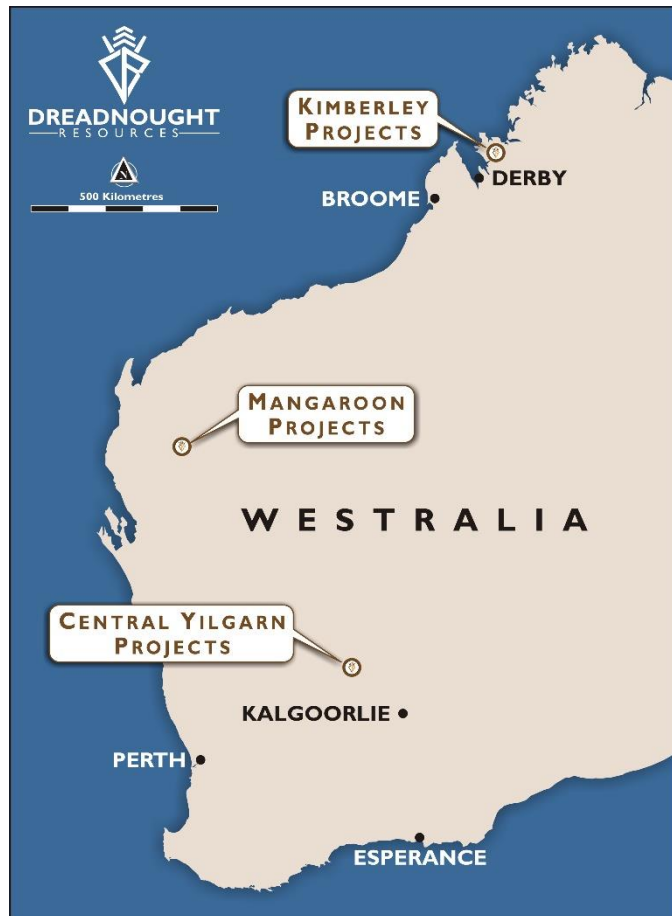 DREADNOUGHT
RESOURCES
500 Kilometres
KIMBERLEY
PROJECTS
DERBY
BROOME
MANGAROON
PROJECTS
WESTRALIA
CENTRAL YILGARN
PROJECTS
KALGOORLIE
PERTH
ESPERANCE